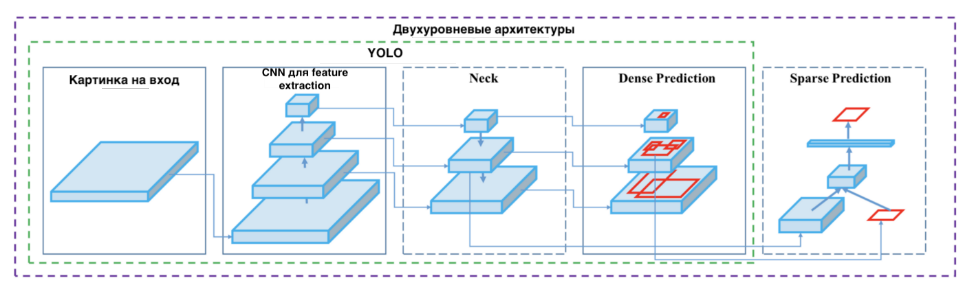 Двухуровневые архитектуры
YOLO
Картинка на вход
CNN для feature
extraction
Neck
Dense Prediction
Sparse Prediction